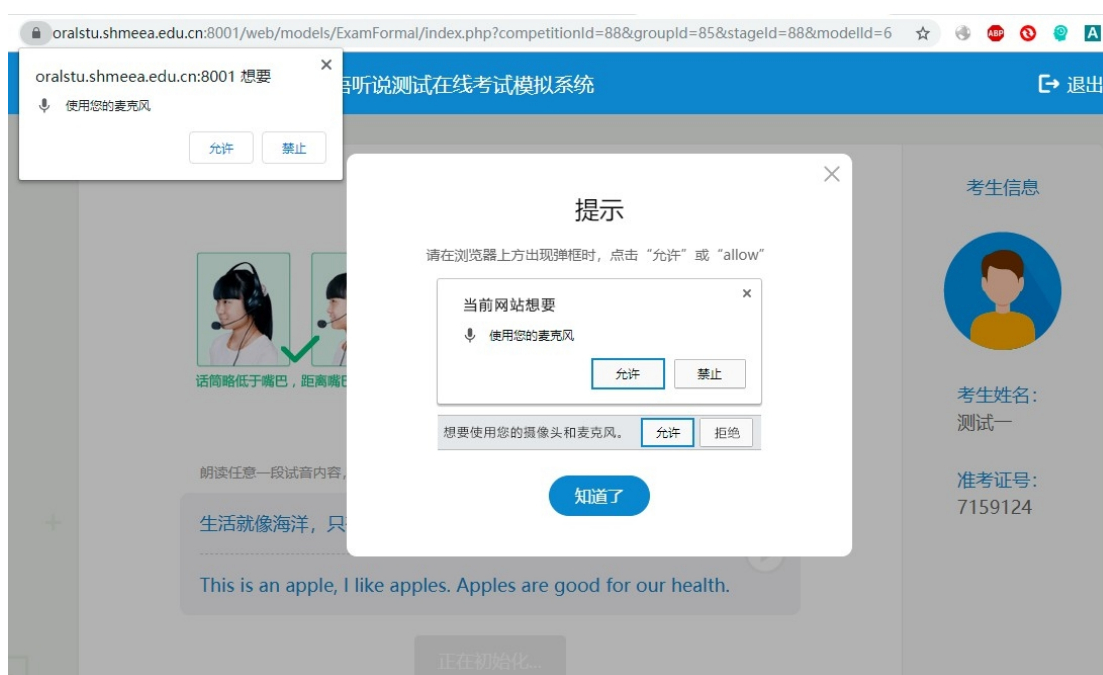 oralstu.shmeea.edu.cn:8001/web/models/ExamFormal/index.php?competitionId=88&groupId=85&stageId=88&modelId=6
ABP
A
oralstu.shmeea.edu.cn:8001 想要
使用您的麦克风
允许
禁止
语听说测试在线考试模拟系统
退出
提示
请在浏览器上方出现弹框时，点击“允许”或“allow”
当前网站想要
使用您的麦克风
允许
禁止
想要使用您的摄像头和麦克风。
允许
拒绝
知道了
话筒略低于嘴巴，距离嘴巴
朗读任意一段试音内容，
生活就像海洋，只
This is an apple, I like apples. Apples are good for our health.
正在初始化...
考生信息
考生姓名：
测试一
准考证号：
7159124